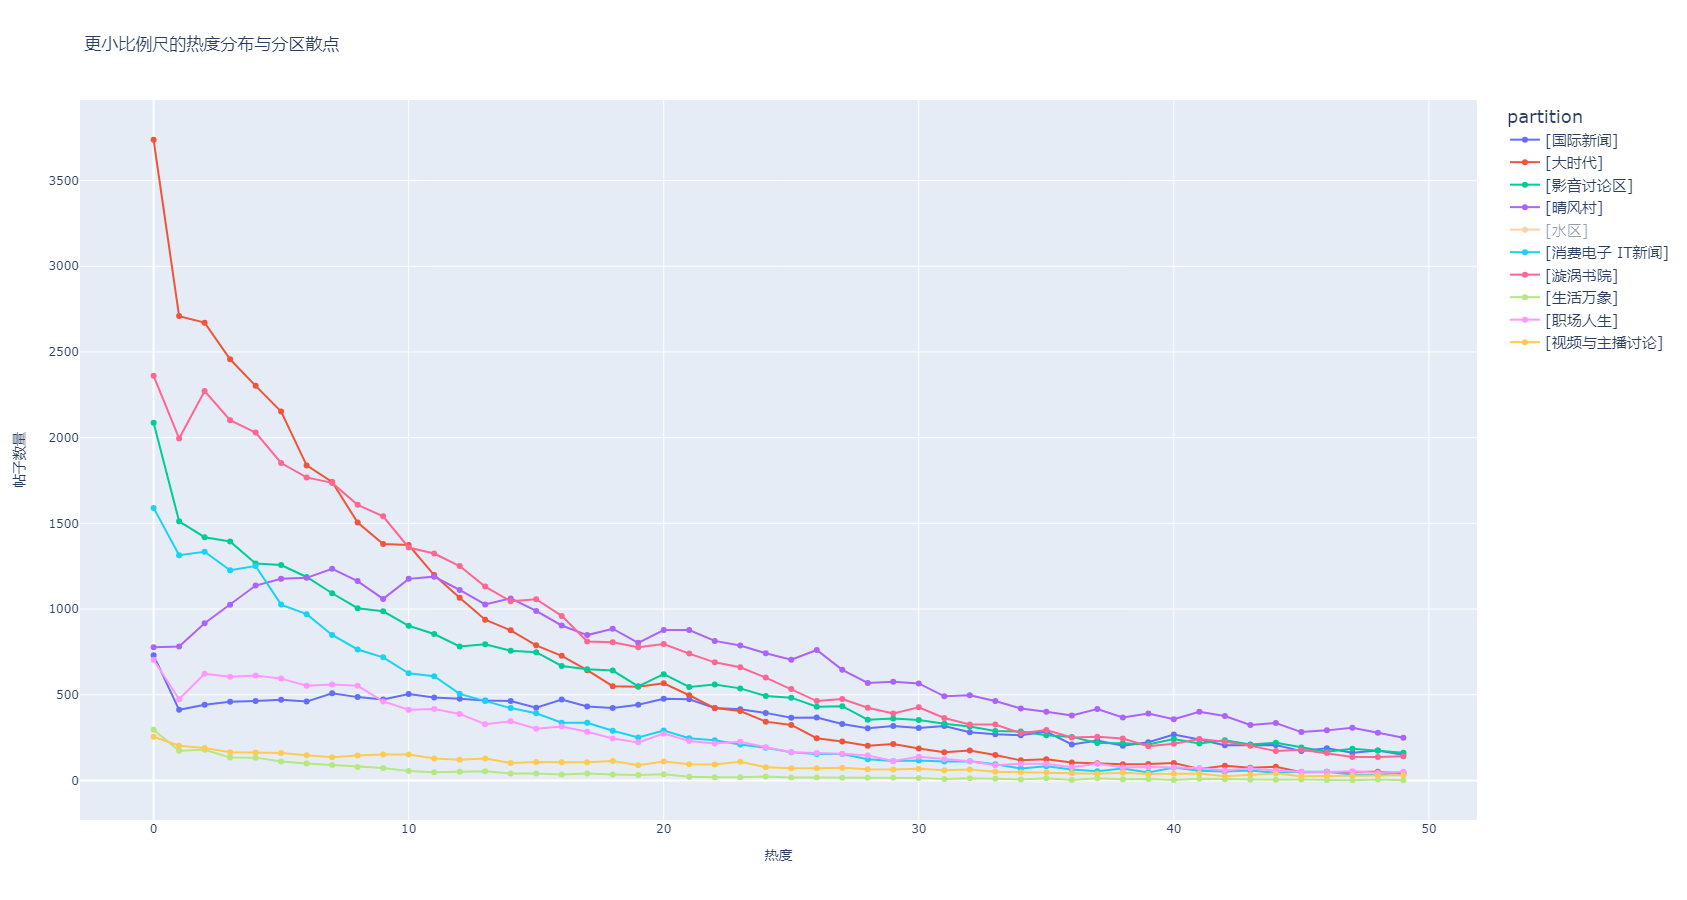 更小比例尺的热度分布与分区散点
partition
[国际新闻]
[大时代]
[影音讨论区]
[晴风村]
[水区]
[消费电子 IT新闻]
[漩涡书院]
[生活万象]
[职场人生]
[视频与主播讨论]
帖子数量
3500
3000
2500
2000
1500
1000
500
0
0 10 20 30 40 50
热度